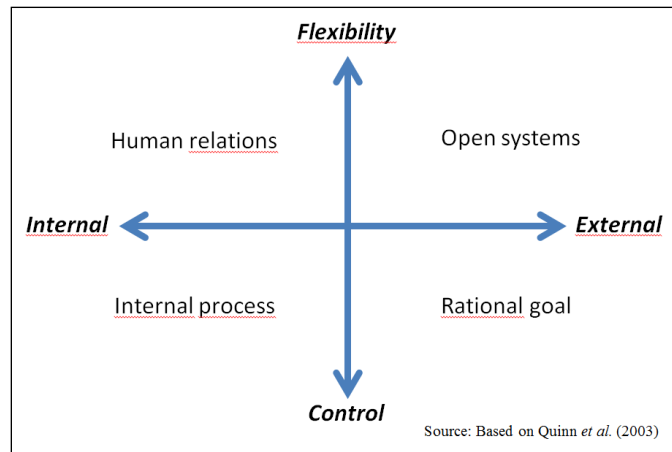 Flexibility
Human relations
Open systems
Internal
External
Internal process
Rational goal
Control
Source: Based on Quinn et al. (2003)